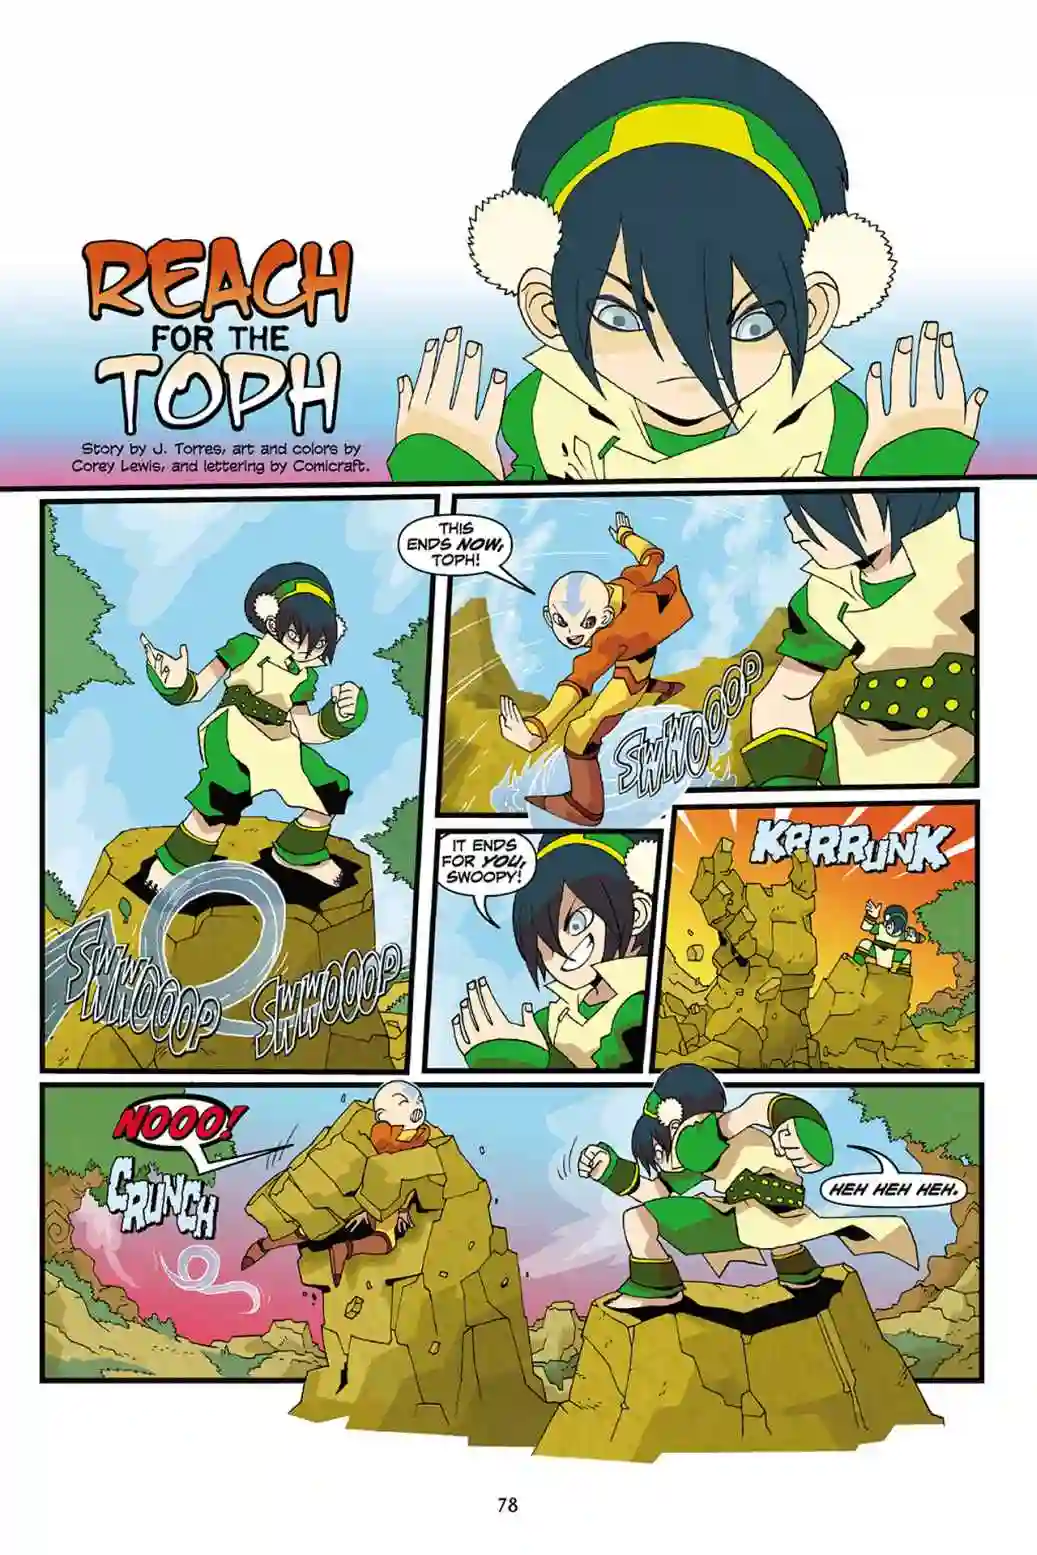 REACH
FOR THE
TOPH
Story by J. Torres, art and colors by
Corey Lewis, and lettering by Comicraft.
THIS
ENDS NOW,
TOPH!
SWWOOOP
SWWOOOP
SWWOOOP
IT ENDS
FOR YOU,
SWOOPY!
KRRRUNK
NOOO!
CRUNCH
HEH HEH HEH.
78